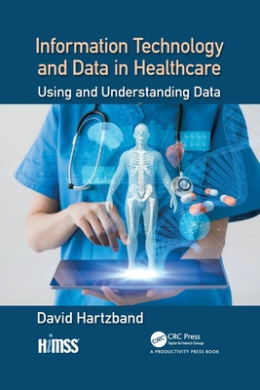 Information Technology
and Data in Healthcare
Using and Understanding Data
David Hartzband
HIMSS
CRC Press
Taylor & Francis Group
A PRODUCTIVITY PRESS BOOK